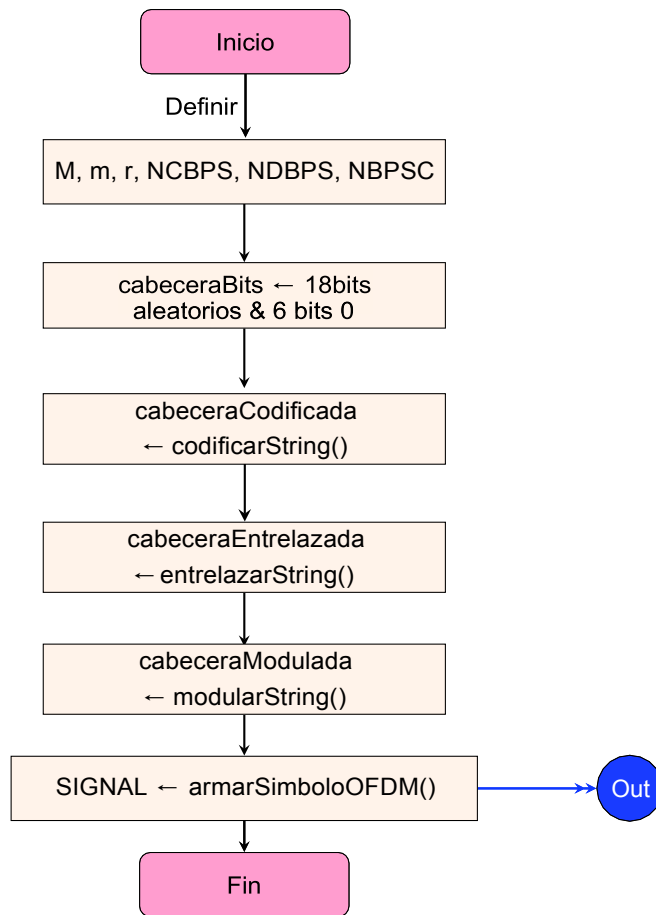 Inicio
Definir
M, m, r, NCBPS, NDBPS, NBPSC
cabeceraBits ← 18bits
aleatorios & 6 bits 0
cabeceraCodificada
← codificarString()
cabeceraEntrelazada
← entrelazarString()
cabeceraModulada
← modularString()
SIGNAL ← armarSimboloOFDM()
Out
Fin